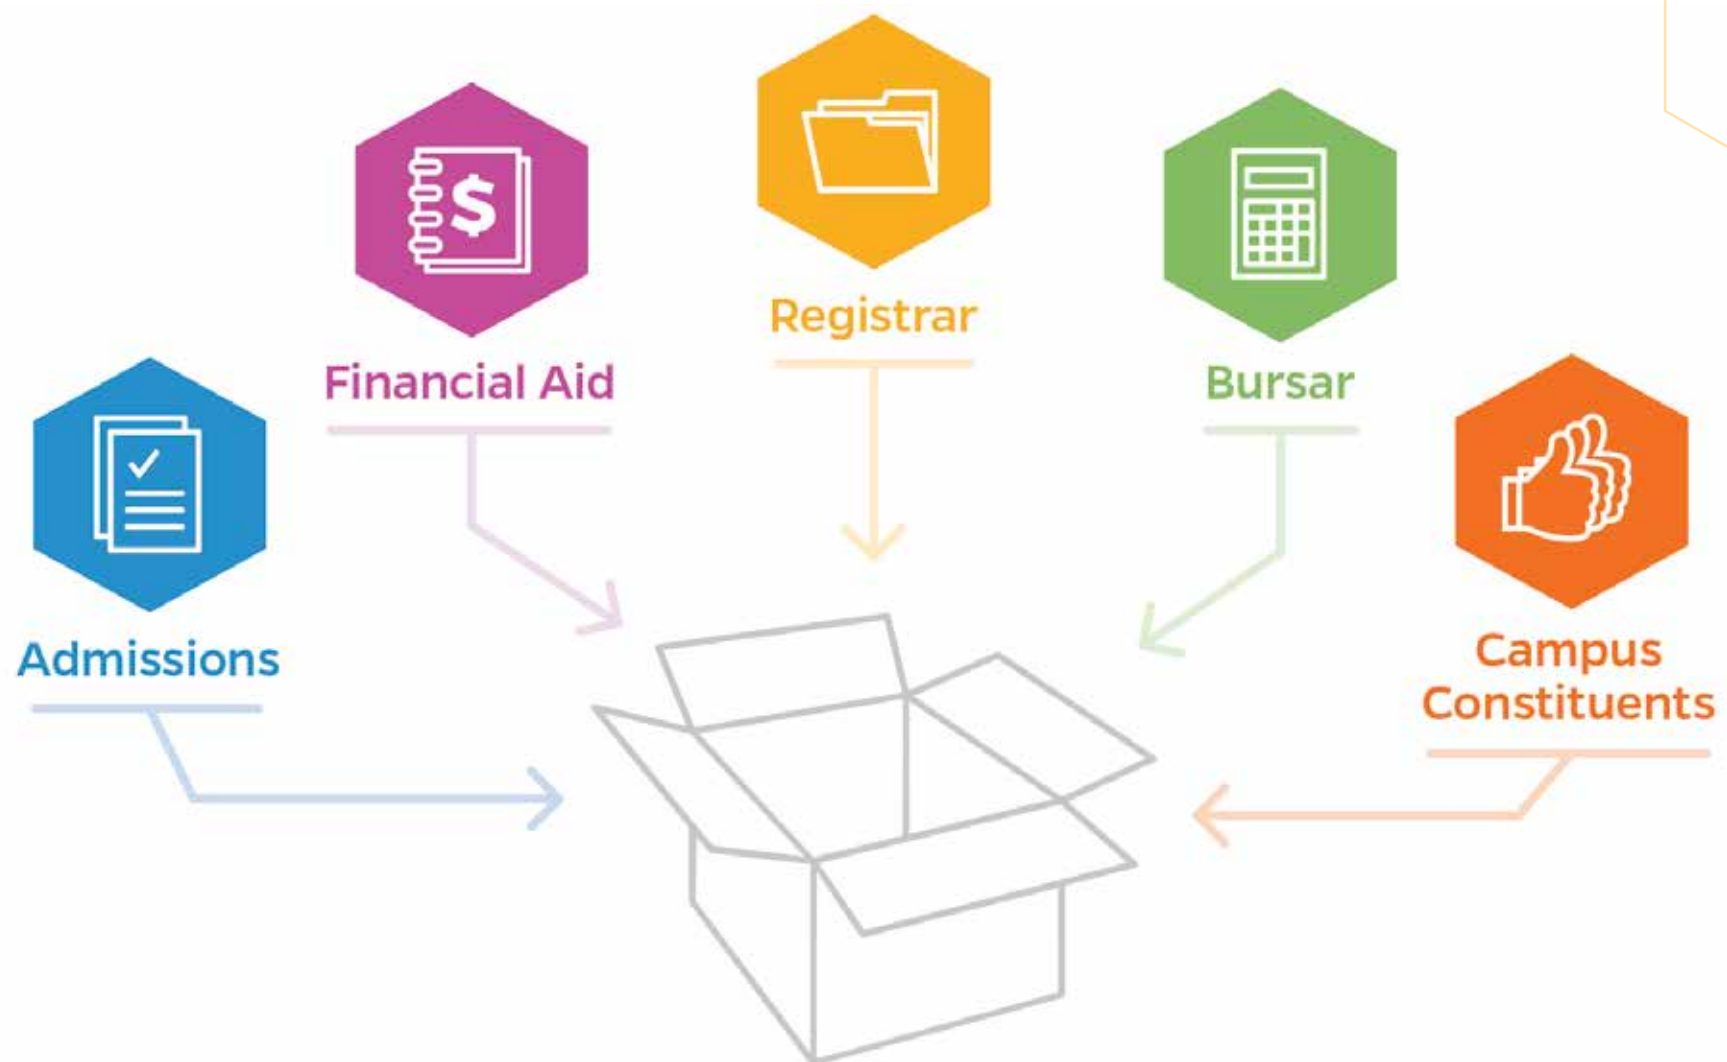 Registrar
Financial Aid
Bursar
Admissions
Campus
Constituents
$